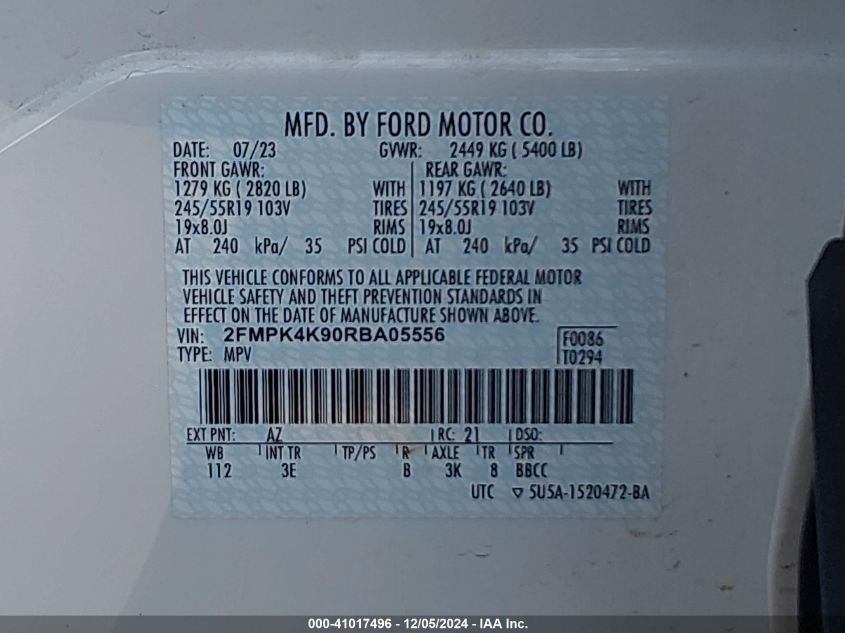 MFD. BY FORD MOTOR CO.
DATE: 07/23 GVWR: 2449 KG ( 5400 LB)
FRONT GAWR: REAR GAWR:
1279 KG ( 2820 LB) WITH 1197 KG ( 2640 LB) WITH
245/55R19 103V TIRES 245/55R19 103V TIRES
19x8.0J RIMS 19x8.0J RIMS
AT 240 kPa/ 35 PSI COLD AT 240 kPa/ 35 PSI COLD
THIS VEHICLE CONFORMS TO ALL APPLICABLE FEDERAL MOTOR
VEHICLE SAFETY AND THEFT PREVENTION STANDARDS IN
EFFECT ON THE DATE OF MANUFACTURE SHOWN ABOVE.
VIN: 2FMPK4K90RBA05556 F0086
TYPE: MPV T0294
EXT PNT: AZ RC: 21 DSO:
WB INT TR TP/PS R AXLE TR SPR
112 3E B 3K 8 BBCC
UTC ▽ 5U5A-1520472-BA
000-41017496 - 12/05/2024 - IAA Inc.